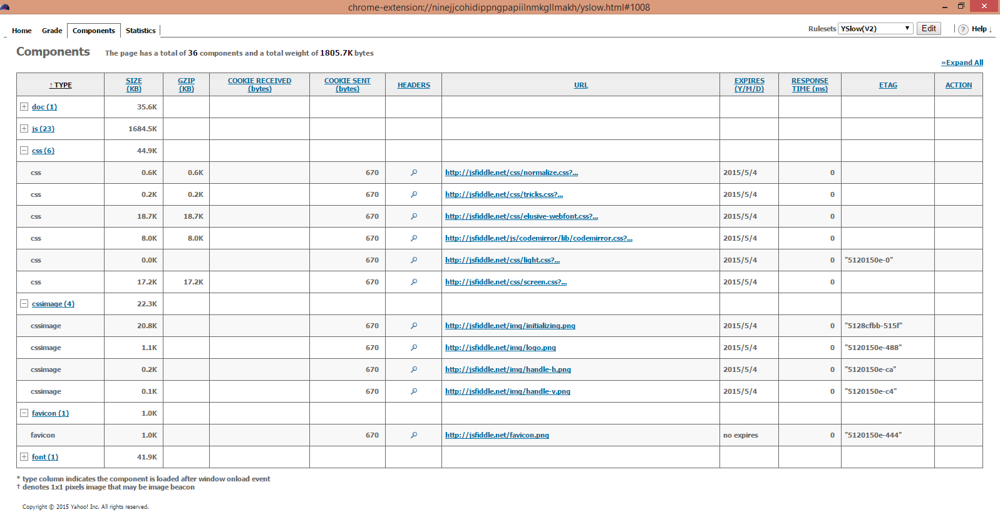 chrome-extension://ninejjcohidippngpapiilnmkgllmakh/yslow.html#1008
Home Grade Components Statistics Rulesets YSlow(V2) Edit ? Help ↓
Components The page has a total of 36 components and a total weight of 1805.7K bytes
»Expand All
↑ TYPE SIZE (KB) GZIP (KB) COOKIE RECEIVED (bytes) COOKIE SENT (bytes) HEADERS URL EXPIRES (Y/M/D) RESPONSE TIME (ms) ETAG ACTION
doc (1) 35.6K
js (23) 1684.5K
css (6) 44.9K
css 0.6K 0.6K 670 http://jsfiddle.net/css/normalize.css?... 2015/5/4 0
css 0.2K 0.2K 670 http://jsfiddle.net/css/tricks.css?... 2015/5/4 0
css 18.7K 18.7K 670 http://jsfiddle.net/css/elusive-webfont.css?... 2015/5/4 0
css 8.0K 8.0K 670 http://jsfiddle.net/js/codemirror/lib/codemirror.css?... 2015/5/4 0
css 0.0K 670 http://jsfiddle.net/css/light.css?... 2015/5/4 0 "5120150e-0"
css 17.2K 17.2K 670 http://jsfiddle.net/css/screen.css?... 2015/5/4 0
cssimage (4) 22.3K
cssimage 20.8K 670 http://jsfiddle.net/img/initializing.png 2015/5/4 0 "5128cfbb-515f"
cssimage 1.1K 670 http://jsfiddle.net/img/logo.png 2015/5/4 0 "5120150e-488"
cssimage 0.2K 670 http://jsfiddle.net/img/handle-h.png 2015/5/4 0 "5120150e-ca"
cssimage 0.1K 670 http://jsfiddle.net/img/handle-v.png 2015/5/4 0 "5120150e-c4"
favicon (1) 1.0K
favicon 1.0K 670 http://jsfiddle.net/favicon.png no expires 0 "5120150e-444"
font (1) 41.9K
* type column indicates the component is loaded after window onload event
† denotes 1x1 pixels image that may be image beacon
Copyright © 2015 Yahoo! Inc. All rights reserved.